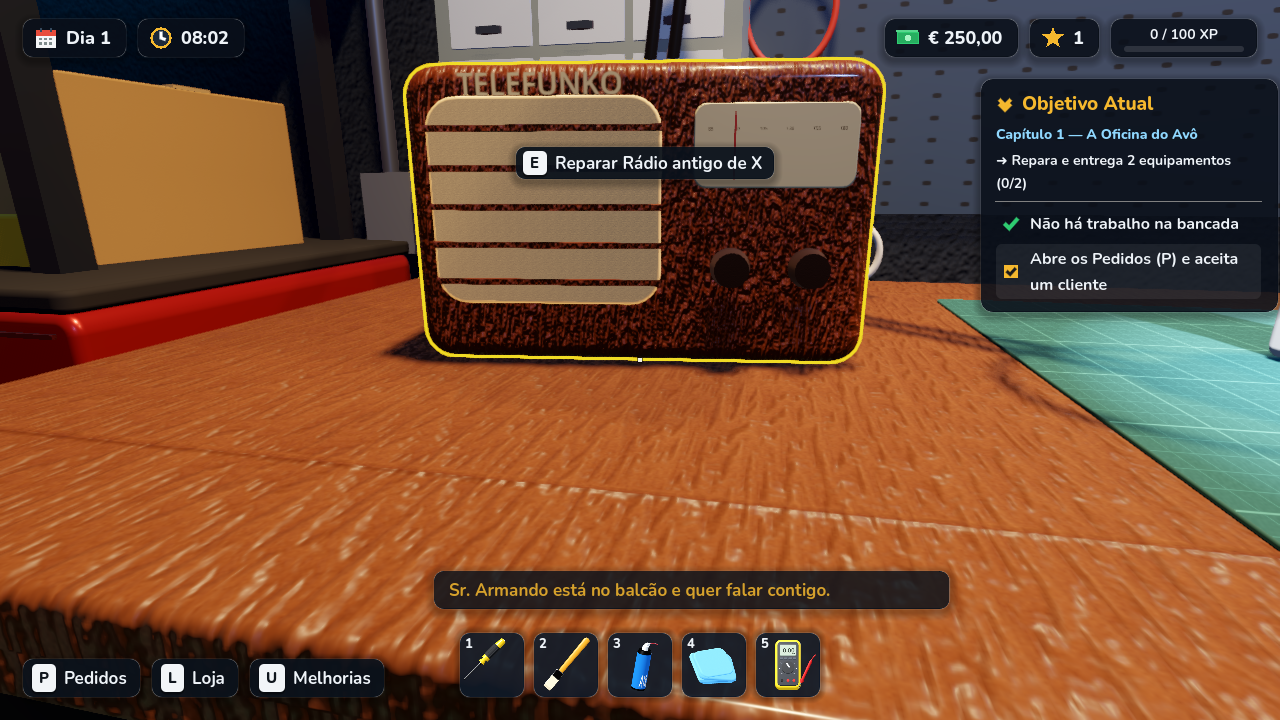 Dia 1
08:02
€ 250,00
1
0 / 100 XP
TELEFUNKO
E Reparar Rádio antigo de X
Objetivo Atual
Capítulo 1 — A Oficina do Avô
➜ Repara e entrega 2 equipamentos
(0/2)
Não há trabalho na bancada
Abre os Pedidos (P) e aceita
um cliente
Sr. Armando está no balcão e quer falar contigo.
1 2 3 4 5
0.00
P Pedidos
L Loja
U Melhorias